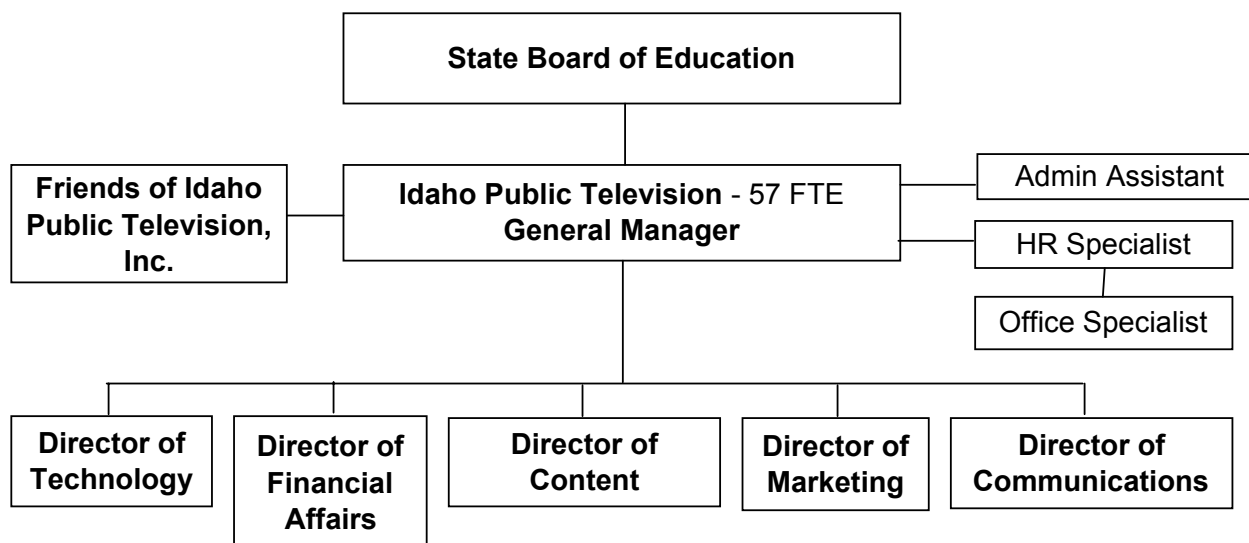 State Board of Education
Friends of Idaho
Public Television,
Inc.
Idaho Public Television - 57 FTE
General Manager
Admin Assistant
HR Specialist
Office Specialist
Director of
Technology
Director of
Financial
Affairs
Director of
Content
Director of
Marketing
Director of
Communications